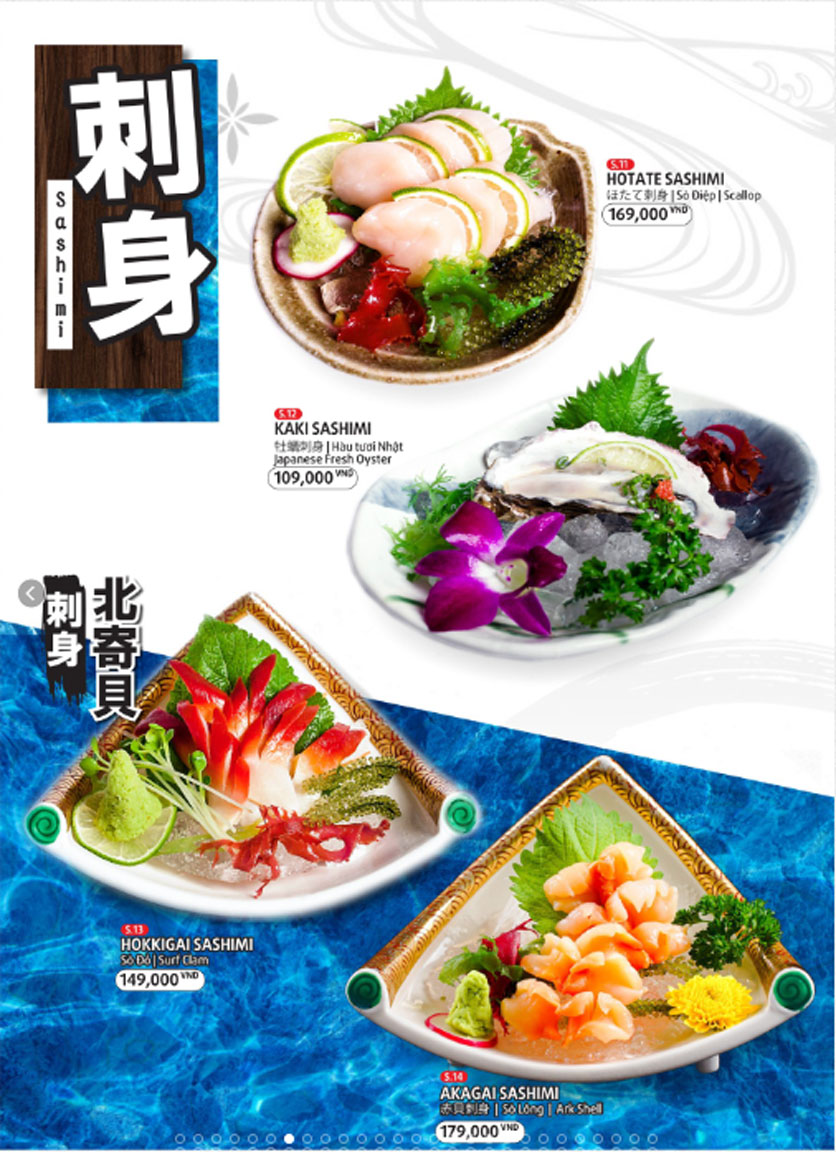 刺身
Sashimi
S.11
HOTATE SASHIMI
ほたて刺身 | Sò Điệp | Scallop
169,000 VND
S.12
KAKI SASHIMI
牡蠣刺身 | Hàu tươi Nhật
Japanese Fresh Oyster
109,000 VND
北寄貝
刺身
S.13
HOKKIGAI SASHIMI
Sò Đỏ | Surf Clam
149,000 VND
S.14
AKAGAI SASHIMI
赤貝刺身 | Sò Lông | Ark Shell
179,000 VND